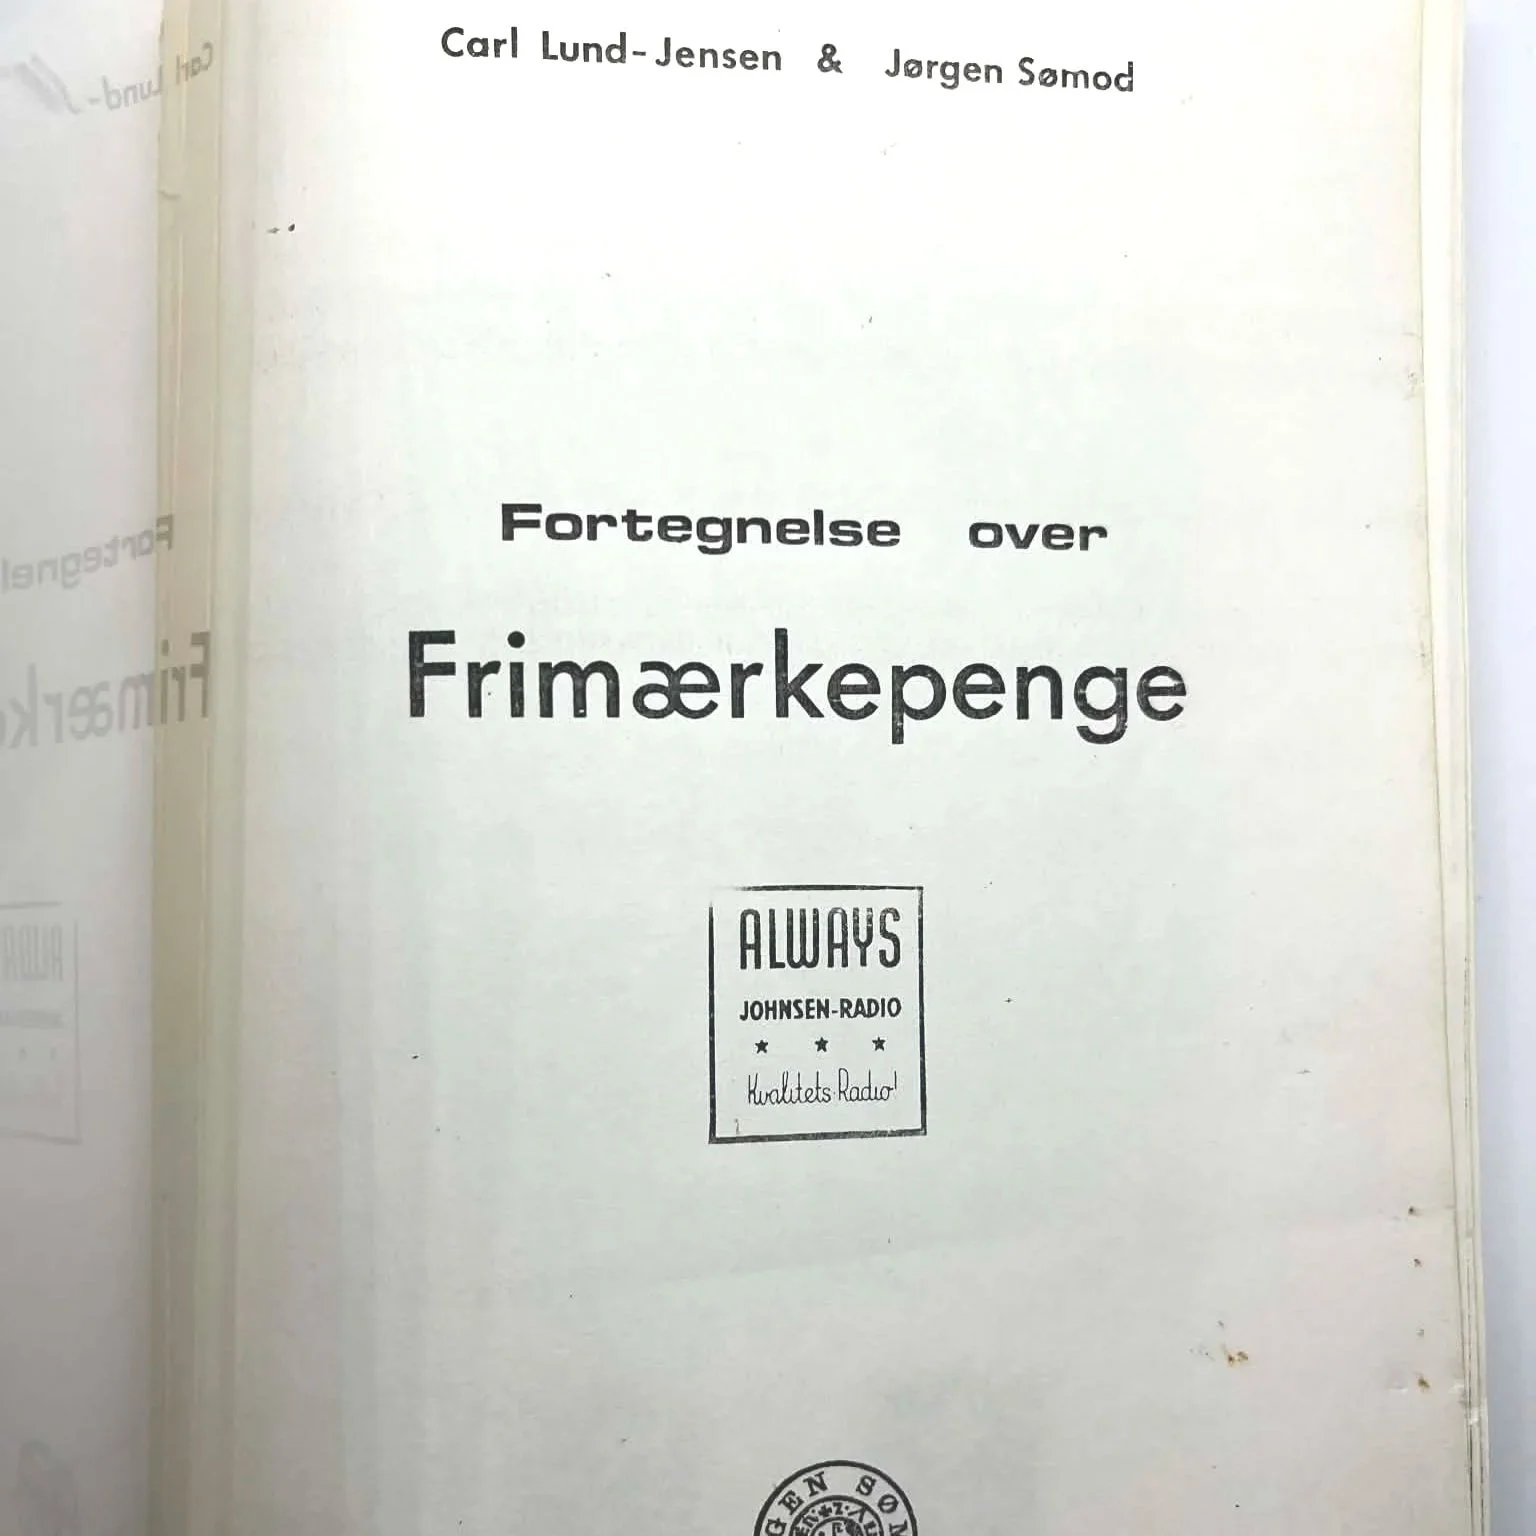 Carl Lund-Jensen & Jørgen Sømod
Fortegnelse over
Frimærkepenge
ALWAYS
JOHNSEN-RADIO
★ ★ ★
Kvalitets-Radio!